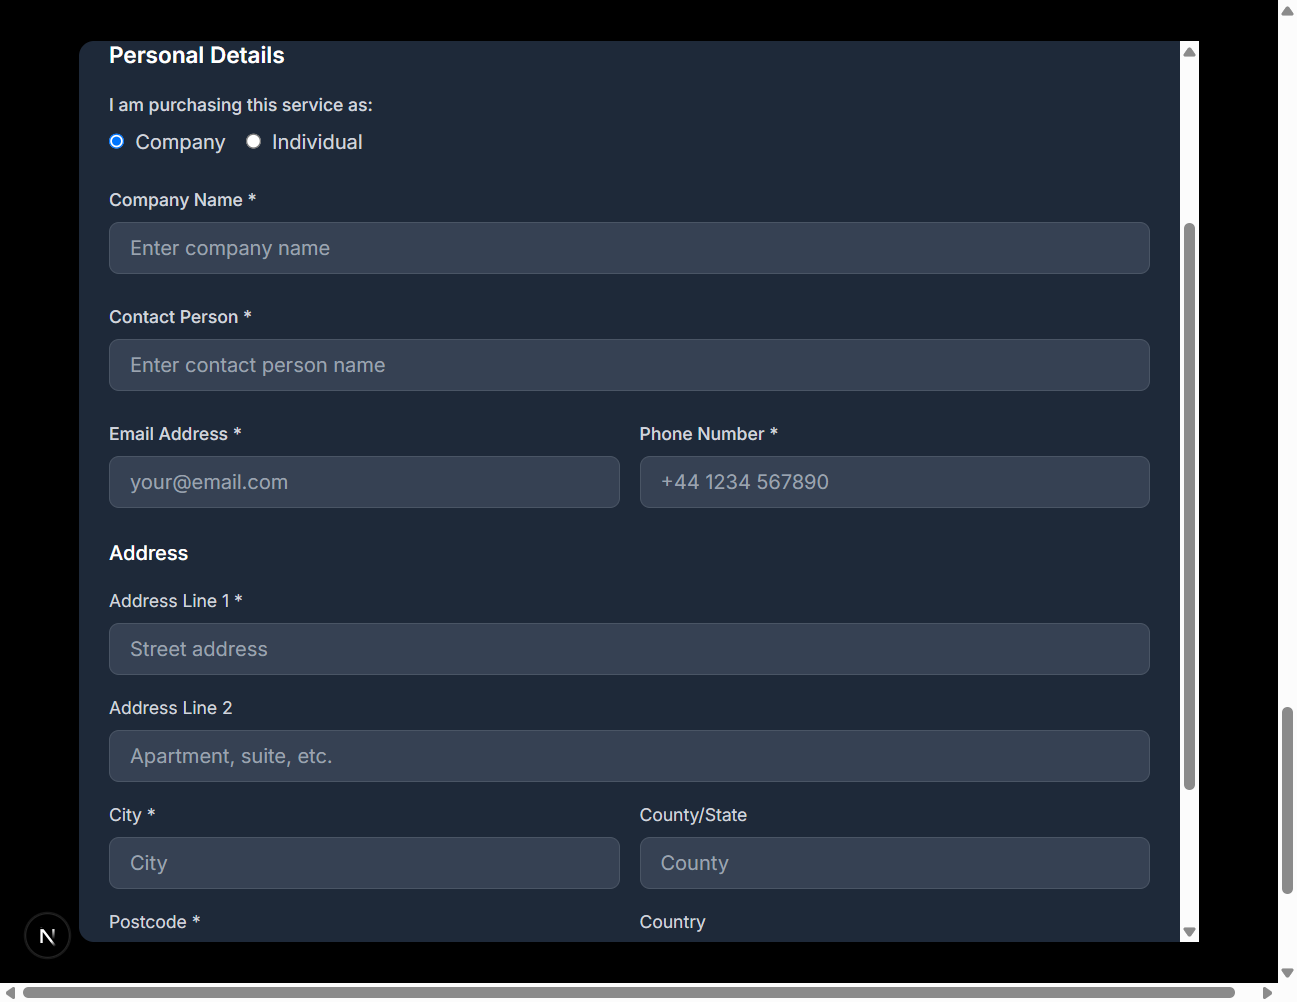 Personal Details
I am purchasing this service as:
Company Individual
Company Name *
Enter company name
Contact Person *
Enter contact person name
Email Address * Phone Number *
your@email.com +44 1234 567890
Address
Address Line 1 *
Street address
Address Line 2
Apartment, suite, etc.
City * County/State
City County
Postcode * Country
N